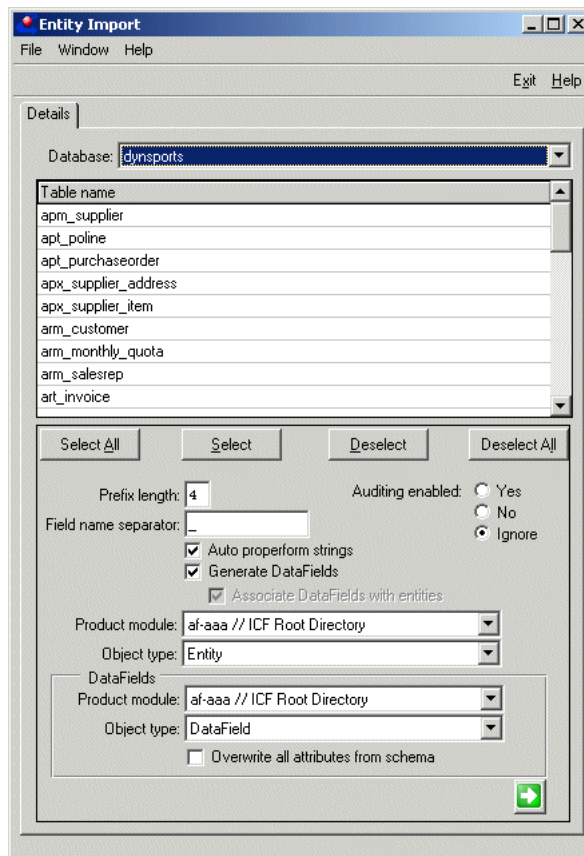 Entity Import
File Window Help
Exit Help
Details
Database: dynsports
Table name
apm_supplier
apt_poline
apt_purchaseorder
apx_supplier_address
apx_supplier_item
arm_customer
arm_monthly_quota
arm_salesrep
art_invoice
Select All Select Deselect Deselect All
Prefix length: 4 Auditing enabled: Yes
No
Field name separator: _
Ignore
Auto properform strings
Generate DataFields
Associate DataFields with entities
Product module: af-aaa // ICF Root Directory
Object type: Entity
DataFields
Product module: af-aaa // ICF Root Directory
Object type: DataField
Overwrite all attributes from schema